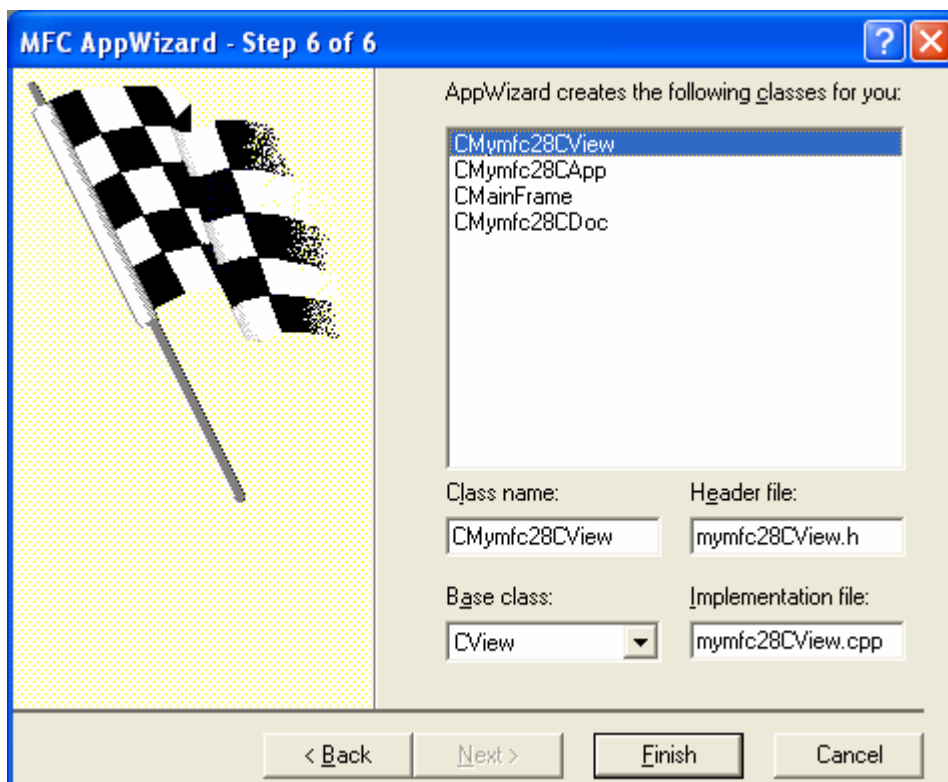 MFC AppWizard - Step 6 of 6
AppWizard creates the following classes for you:
CMymfc28CView
CMymfc28CApp
CMainFrame
CMymfc28CDoc
Class name:
Header file:
CMymfc28CView
mymfc28CView.h
Base class:
Implementation file:
CView
mymfc28CView.cpp
< Back
Next >
Finish
Cancel